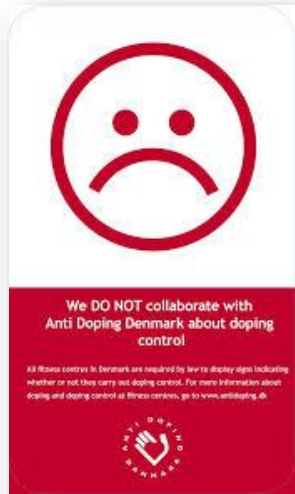 We DO NOT collaborate with
Anti Doping Denmark about doping
control
All fitness centres in Denmark are required by law to display signs indicating
whether or not they carry out doping control. For more information about
doping and doping control at fitness centres, go to www.antidoping.dk
ANTI DOPING
DANMARK